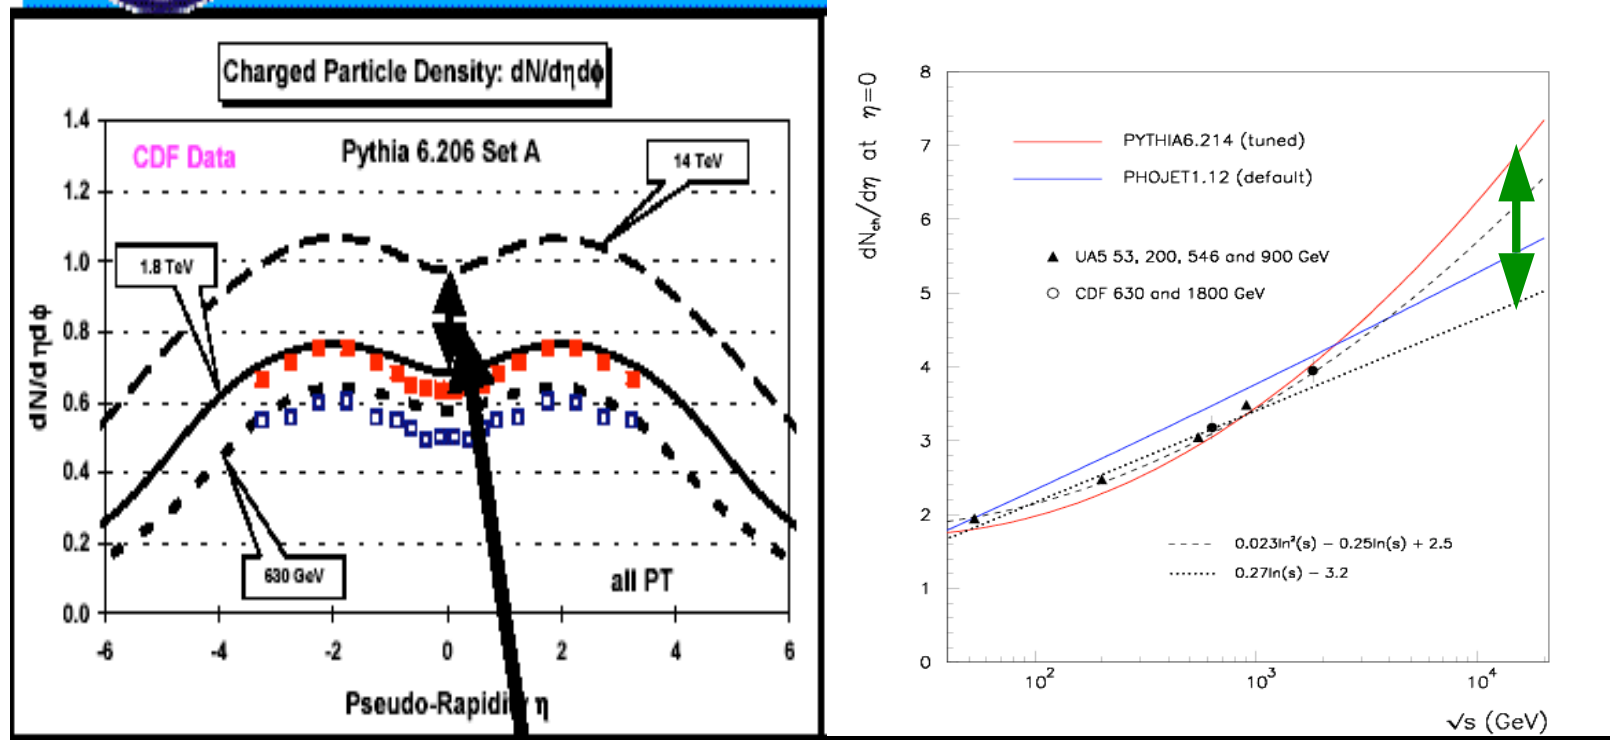 Charged Particle Density: dN/dηdϕ
1.4
1.2
1.0
0.8
0.6
0.4
0.2
0.0
dN/dηdϕ
CDF Data
Pythia 6.206 Set A
14 TeV
1.8 TeV
630 GeV
all PT
-6
-4
-2
0
2
4
6
Pseudo-Rapidity η
dN_ch/dη at η=0
8
7
6
5
4
3
2
1
0
PYTHIA6.214 (tuned)
PHOJET1.12 (default)
▲ UA5 53, 200, 546 and 900 GeV
○ CDF 630 and 1800 GeV
0.023ln²(s) − 0.25ln(s) + 2.5
0.27ln(s) − 3.2
10²
10³
10⁴
√s (GeV)